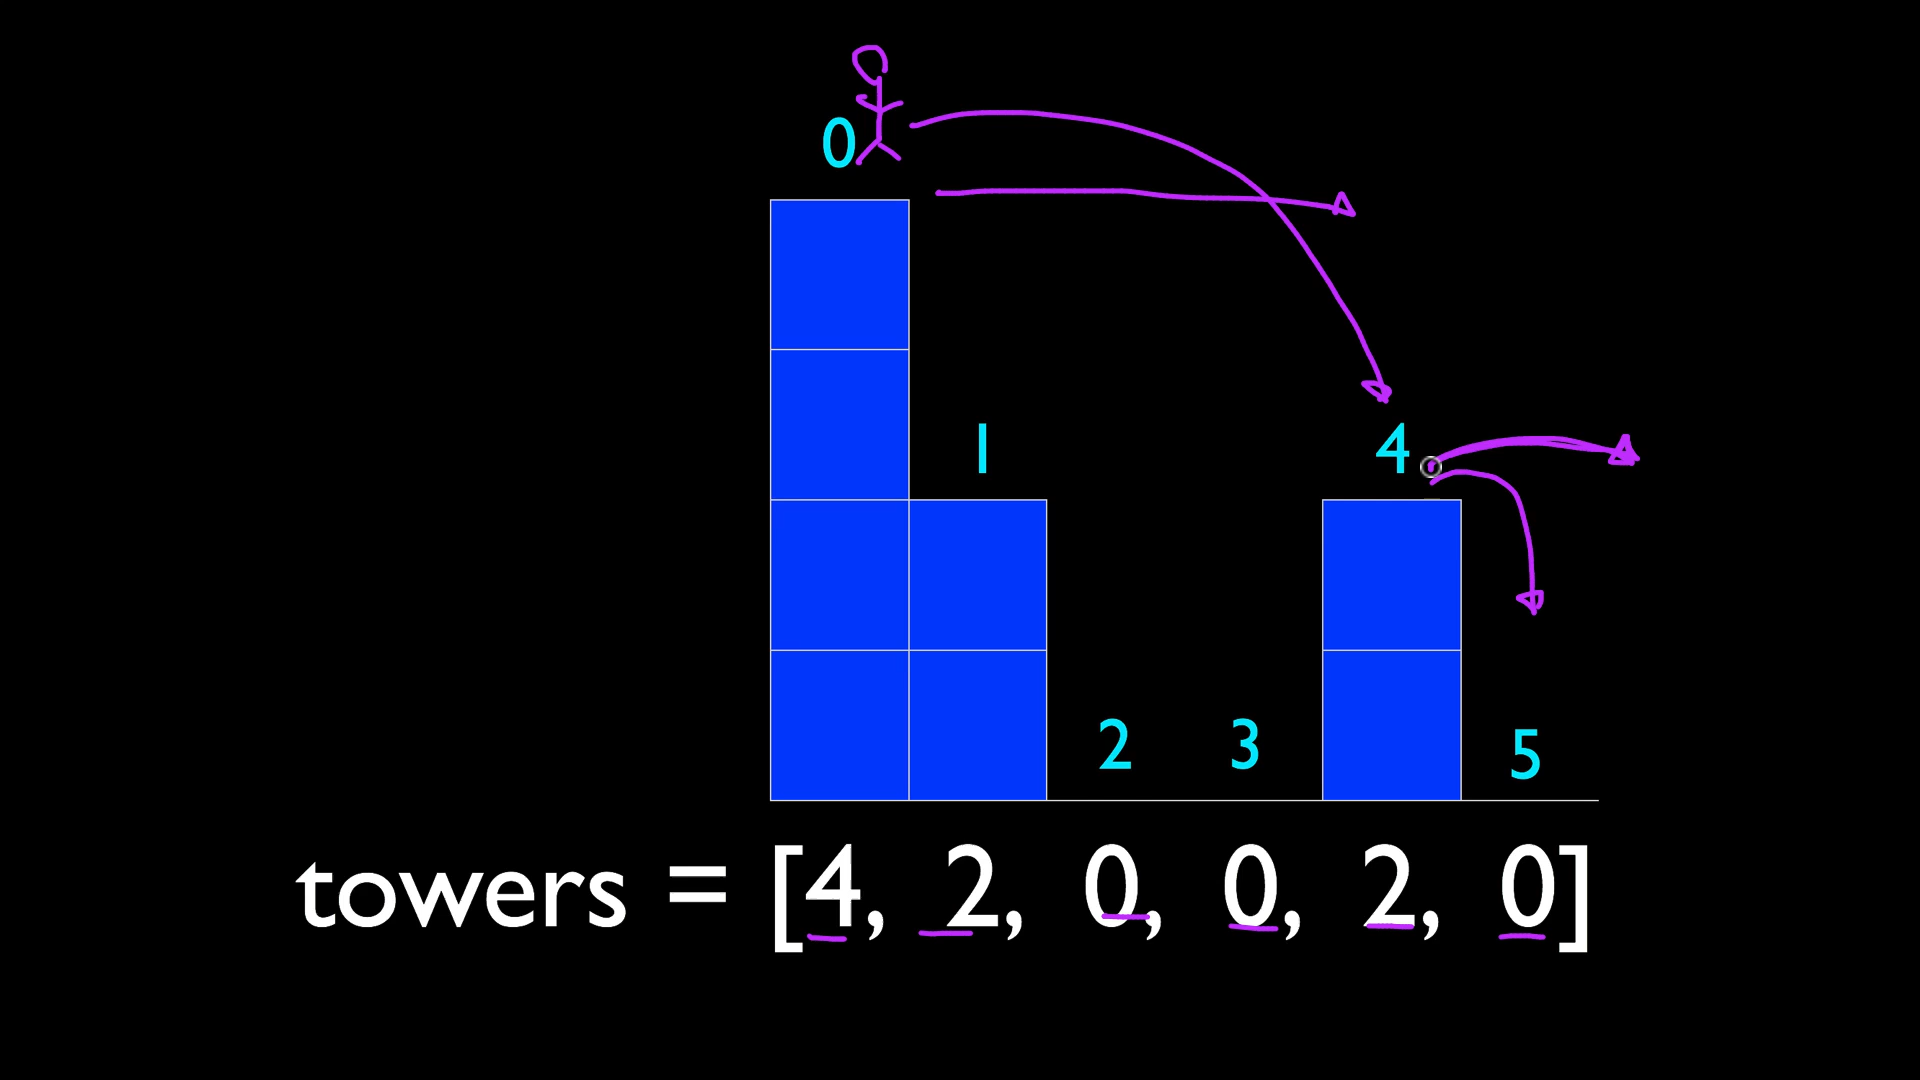 0
1
4
2 3 5
towers = [4, 2, 0, 0, 2, 0]